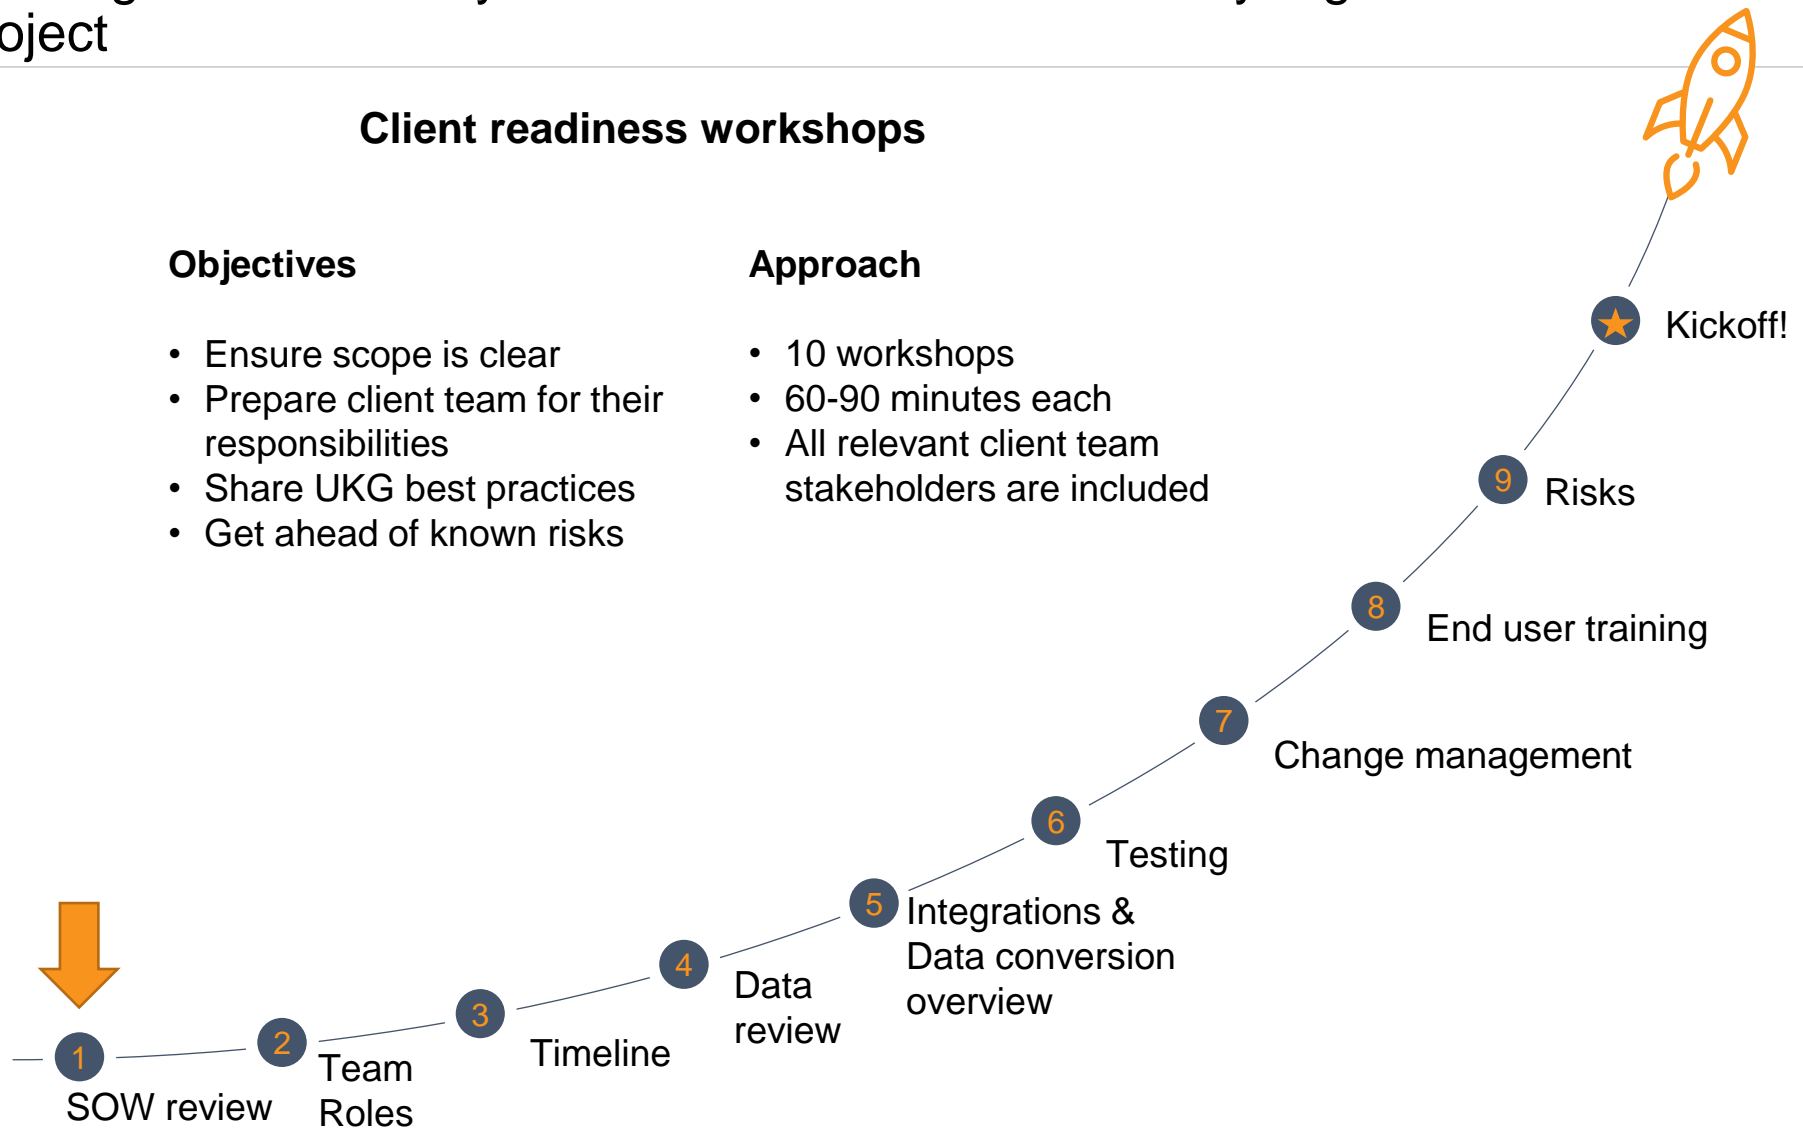 oject
Client readiness workshops
Objectives
• Ensure scope is clear
• Prepare client team for their
responsibilities
• Share UKG best practices
• Get ahead of known risks
Approach
• 10 workshops
• 60-90 minutes each
• All relevant client team
stakeholders are included
1
SOW review
2
Team
Roles
3
Timeline
4
Data
review
5
Integrations &
Data conversion
overview
6
Testing
7
Change management
8
End user training
9
Risks
Kickoff!